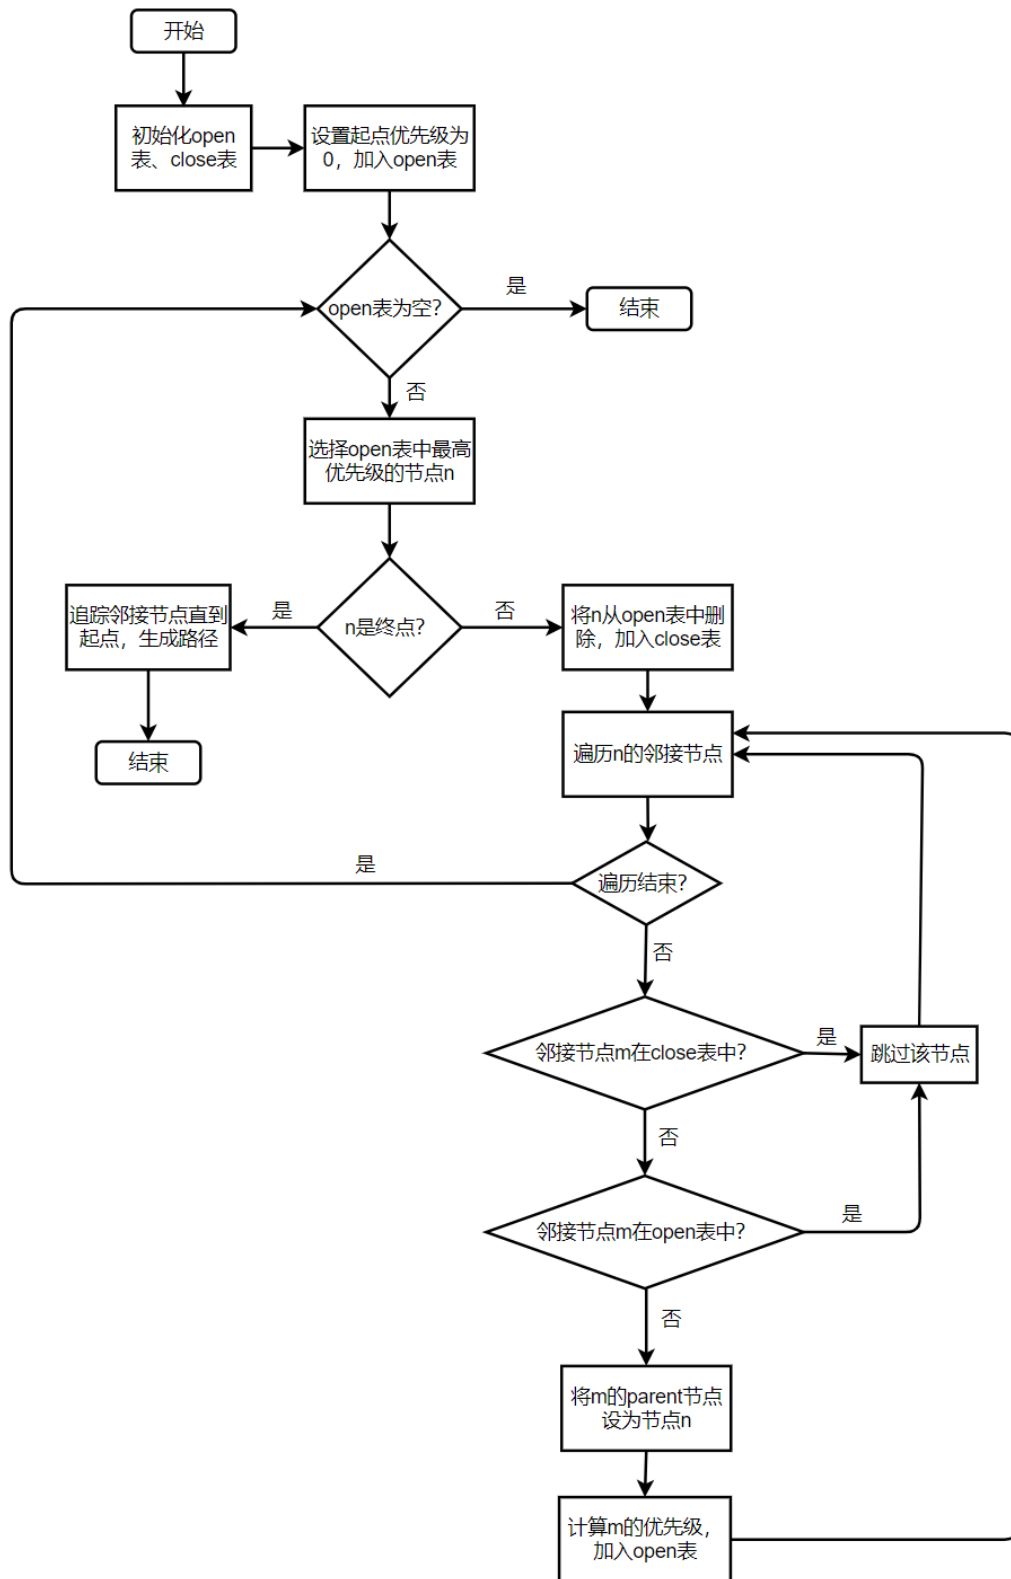 开始
初始化open
表、close表
设置起点优先级为
0，加入open表
open表为空?
是
结束
否
选择open表中最高
优先级的节点n
追踪邻接节点直到
起点，生成路径
是
n是终点?
否
将n从open表中删
除，加入close表
结束
遍历n的邻接节点
是
遍历结束?
否
邻接节点m在close表中?
是
跳过该节点
否
邻接节点m在open表中?
是
否
将m的parent节点
设为节点n
计算m的优先级，
加入open表